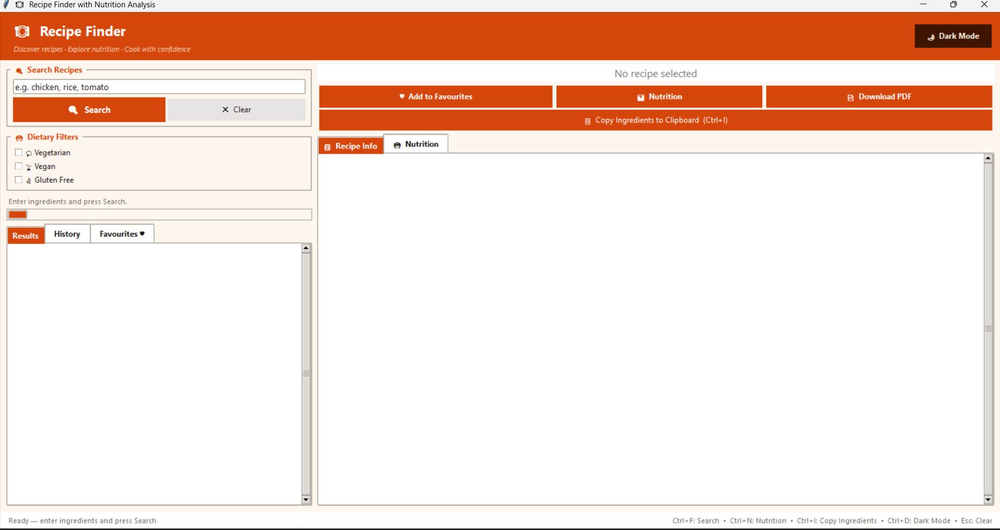 Recipe Finder with Nutrition Analysis
Recipe Finder
Discover recipes · Explore nutrition · Cook with confidence
Dark Mode
Search Recipes
e.g. chicken, rice, tomato
Search
✕ Clear
Dietary Filters
Vegetarian
Vegan
Gluten Free
Enter ingredients and press Search.
Results
History
Favourites ♥
No recipe selected
♥ Add to Favourites
Nutrition
Download PDF
Copy Ingredients to Clipboard (Ctrl+I)
Recipe Info
Nutrition
Ready — enter ingredients and press Search
Ctrl+F: Search • Ctrl+N: Nutrition • Ctrl+I: Copy Ingredients • Ctrl+D: Dark Mode • Esc: Clear